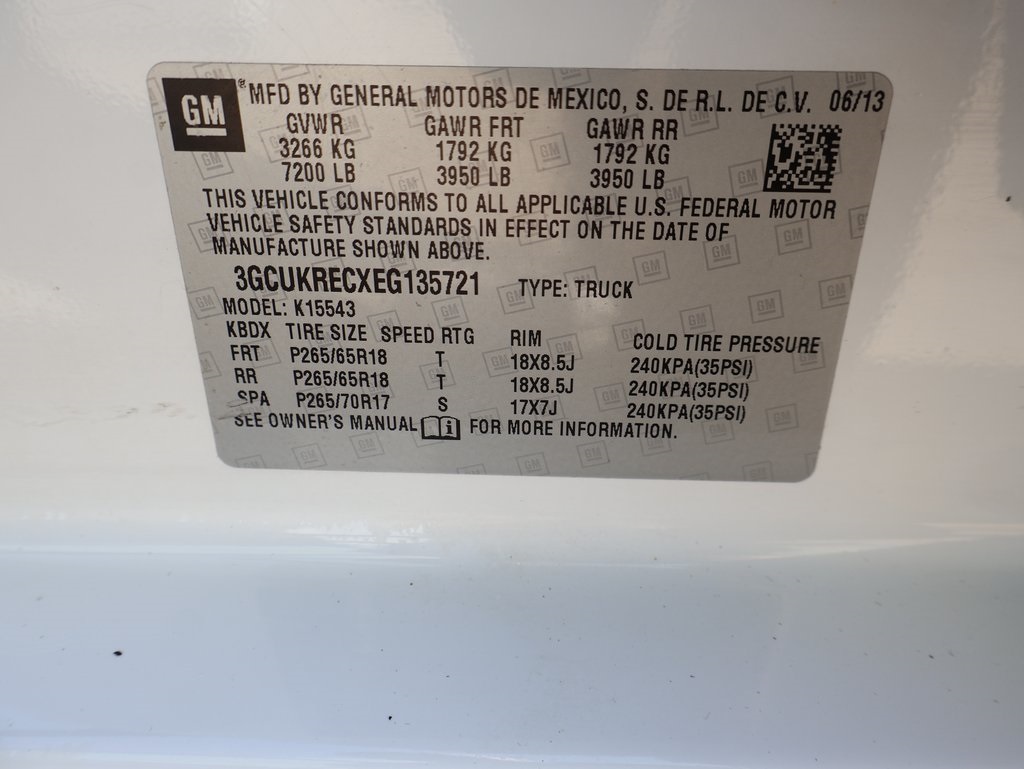 GM ® MFD BY GENERAL MOTORS DE MEXICO, S. DE R.L. DE C.V. 06/13
GVWR GAWR FRT GAWR RR
3266 KG 1792 KG 1792 KG
7200 LB 3950 LB 3950 LB
THIS VEHICLE CONFORMS TO ALL APPLICABLE U.S. FEDERAL MOTOR
VEHICLE SAFETY STANDARDS IN EFFECT ON THE DATE OF
MANUFACTURE SHOWN ABOVE.
3GCUKRECXEG135721 TYPE: TRUCK
MODEL: K15543
KBDX TIRE SIZE SPEED RTG RIM COLD TIRE PRESSURE
FRT P265/65R18 T 18X8.5J 240KPA(35PSI)
RR P265/65R18 T 18X8.5J 240KPA(35PSI)
SPA P265/70R17 S 17X7J 240KPA(35PSI)
SEE OWNER'S MANUAL i FOR MORE INFORMATION.